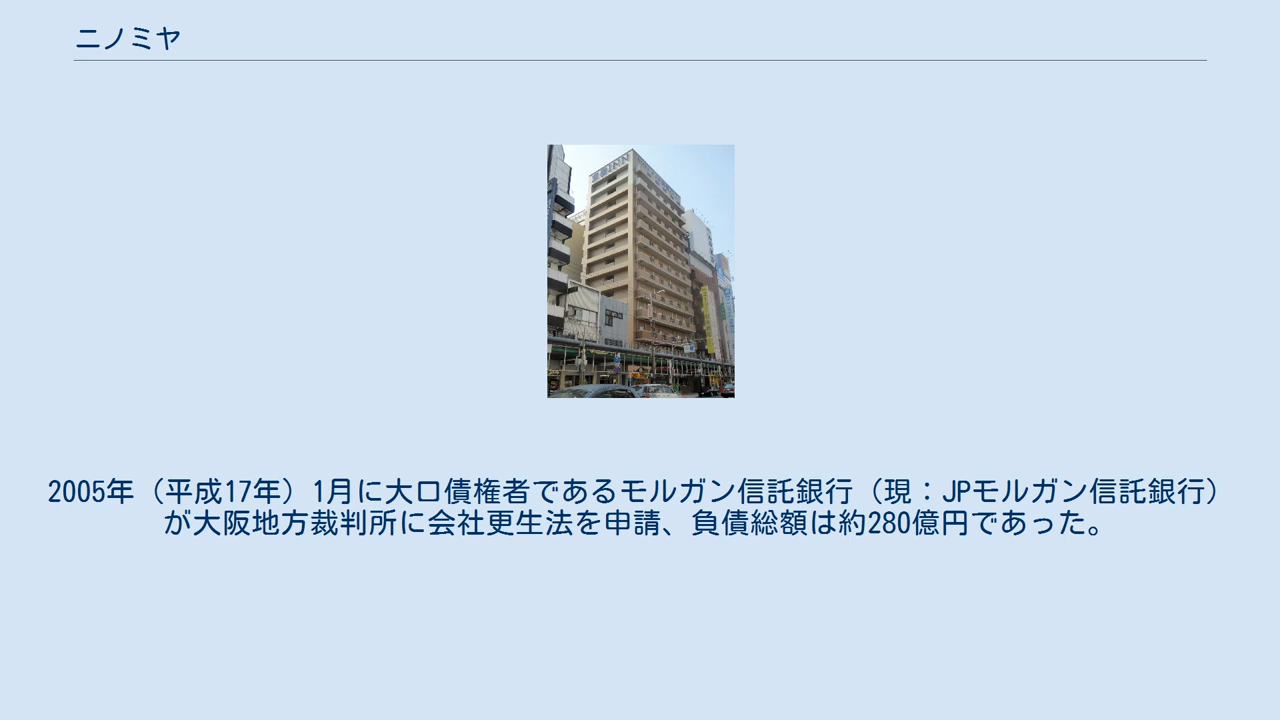 ニノミヤ
2005年（平成17年）1月に大口債権者であるモルガン信託銀行（現：JPモルガン信託銀行）
が大阪地方裁判所に会社更生法を申請、負債総額は約280億円であった。